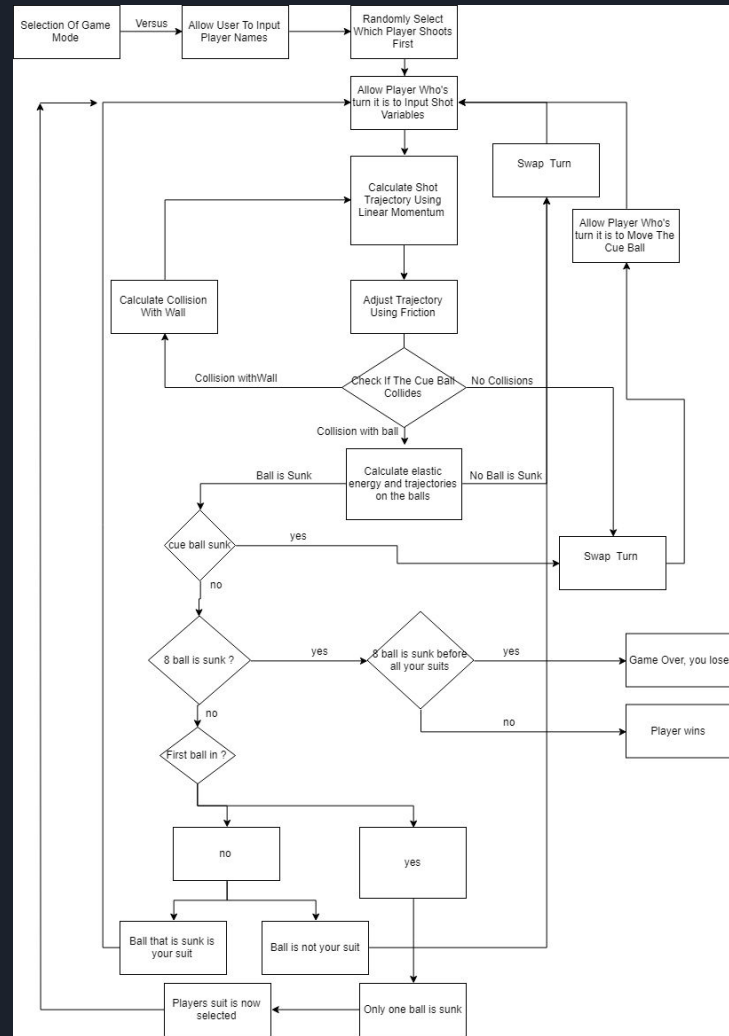 Selection Of Game
Mode
Versus
Allow User To Input
Player Names
Randomly Select
Which Player Shoots
First
Allow Player Who's
turn it is to Input Shot
Variables
Swap Turn
Calculate Shot
Trajectory Using
Linear Momentum
Allow Player Who's
turn it is to Move The
Cue Ball
Calculate Collision
With Wall
Adjust Trajectory
Using Friction
Collision withWall
Check If The Cue Ball
Collides
No Collisions
Collision with ball
Ball is Sunk
Calculate elastic
energy and trajectories
on the balls
No Ball is Sunk
cue ball sunk
yes
Swap Turn
no
8 ball is sunk ?
yes
8 ball is sunk before
all your suits
yes
Game Over, you lose
no
no
Player wins
First ball in ?
no
yes
Ball that is sunk is
your suit
Ball is not your suit
Players suit is now
selected
Only one ball is sunk